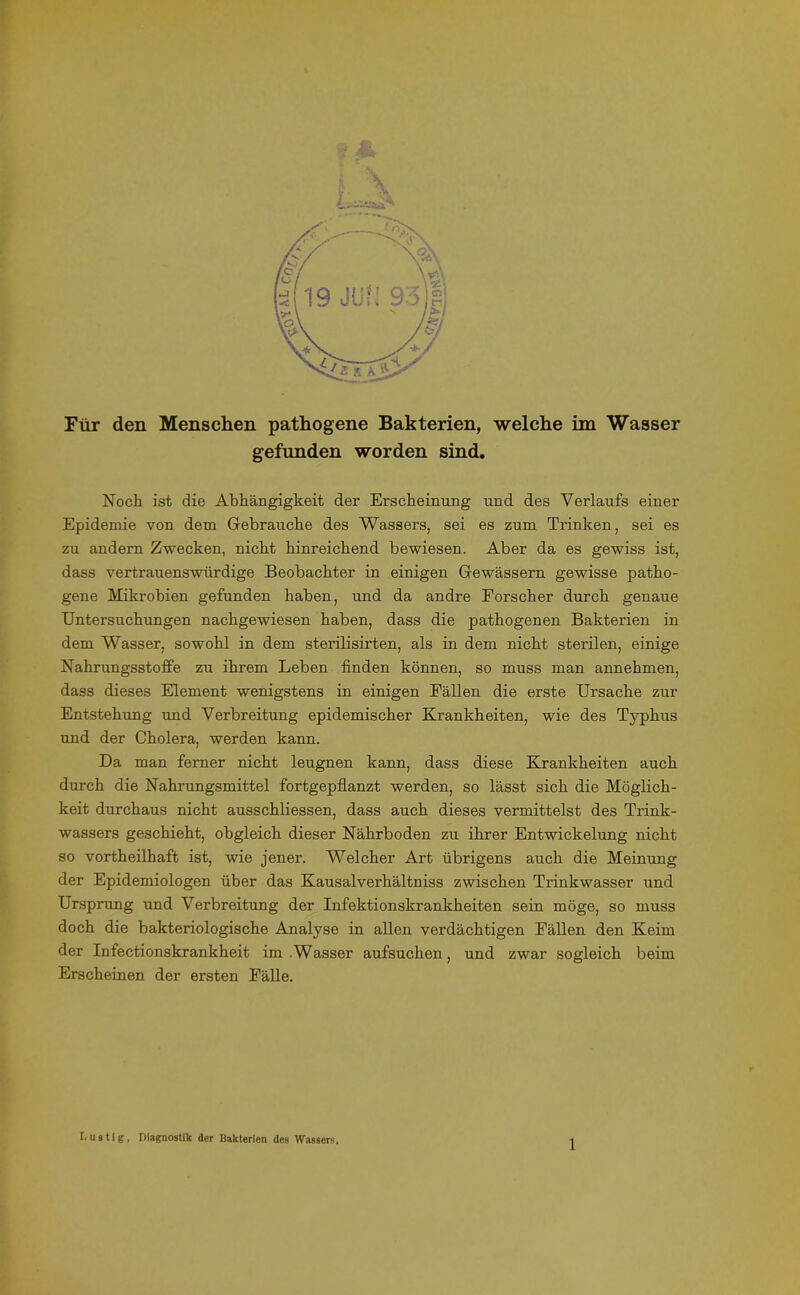 ROYAL COLL
OF ENGLAND
19 JUN 93
LIBRARY
Für den Menschen pathogene Bakterien, welche im Wasser
gefunden worden sind.
Noch ist die Abhängigkeit der Erscheinung und des Verlaufs einer
Epidemie von dem Gebrauche des Wassers, sei es zum Trinken, sei es
zu andern Zwecken, nicht hinreichend bewiesen. Aber da es gewiss ist,
dass vertrauenswürdige Beobachter in einigen Gewässern gewisse patho-
gene Mikrobien gefunden haben, und da andre Forscher durch genaue
Untersuchungen nachgewiesen haben, dass die pathogenen Bakterien in
dem Wasser, sowohl in dem sterilisirten, als in dem nicht sterilen, einige
Nahrungsstoffe zu ihrem Leben finden können, so muss man annehmen,
dass dieses Element wenigstens in einigen Fällen die erste Ursache zur
Entstehung und Verbreitung epidemischer Krankheiten, wie des Typhus
und der Cholera, werden kann.
Da man ferner nicht leugnen kann, dass diese Krankheiten auch
durch die Nahrungsmittel fortgepflanzt werden, so lässt sich die Möglich-
keit durchaus nicht ausschliessen, dass auch dieses vermittelst des Trink-
wassers geschieht, obgleich dieser Nährboden zu ihrer Entwickelung nicht
so vortheilhaft ist, wie jener. Welcher Art übrigens auch die Meinung
der Epidemiologen über das Kausalverhältniss zwischen Trinkwasser und
Ursprung und Verbreitung der Infektionskrankheiten sein möge, so muss
doch die bakteriologische Analyse in allen verdächtigen Fällen den Keim
der Infectionskrankheit im Wasser aufsuchen, und zwar sogleich beim
Erscheinen der ersten Fälle.
Lustig, Diagnostik der Bakterien des Wassers. 1